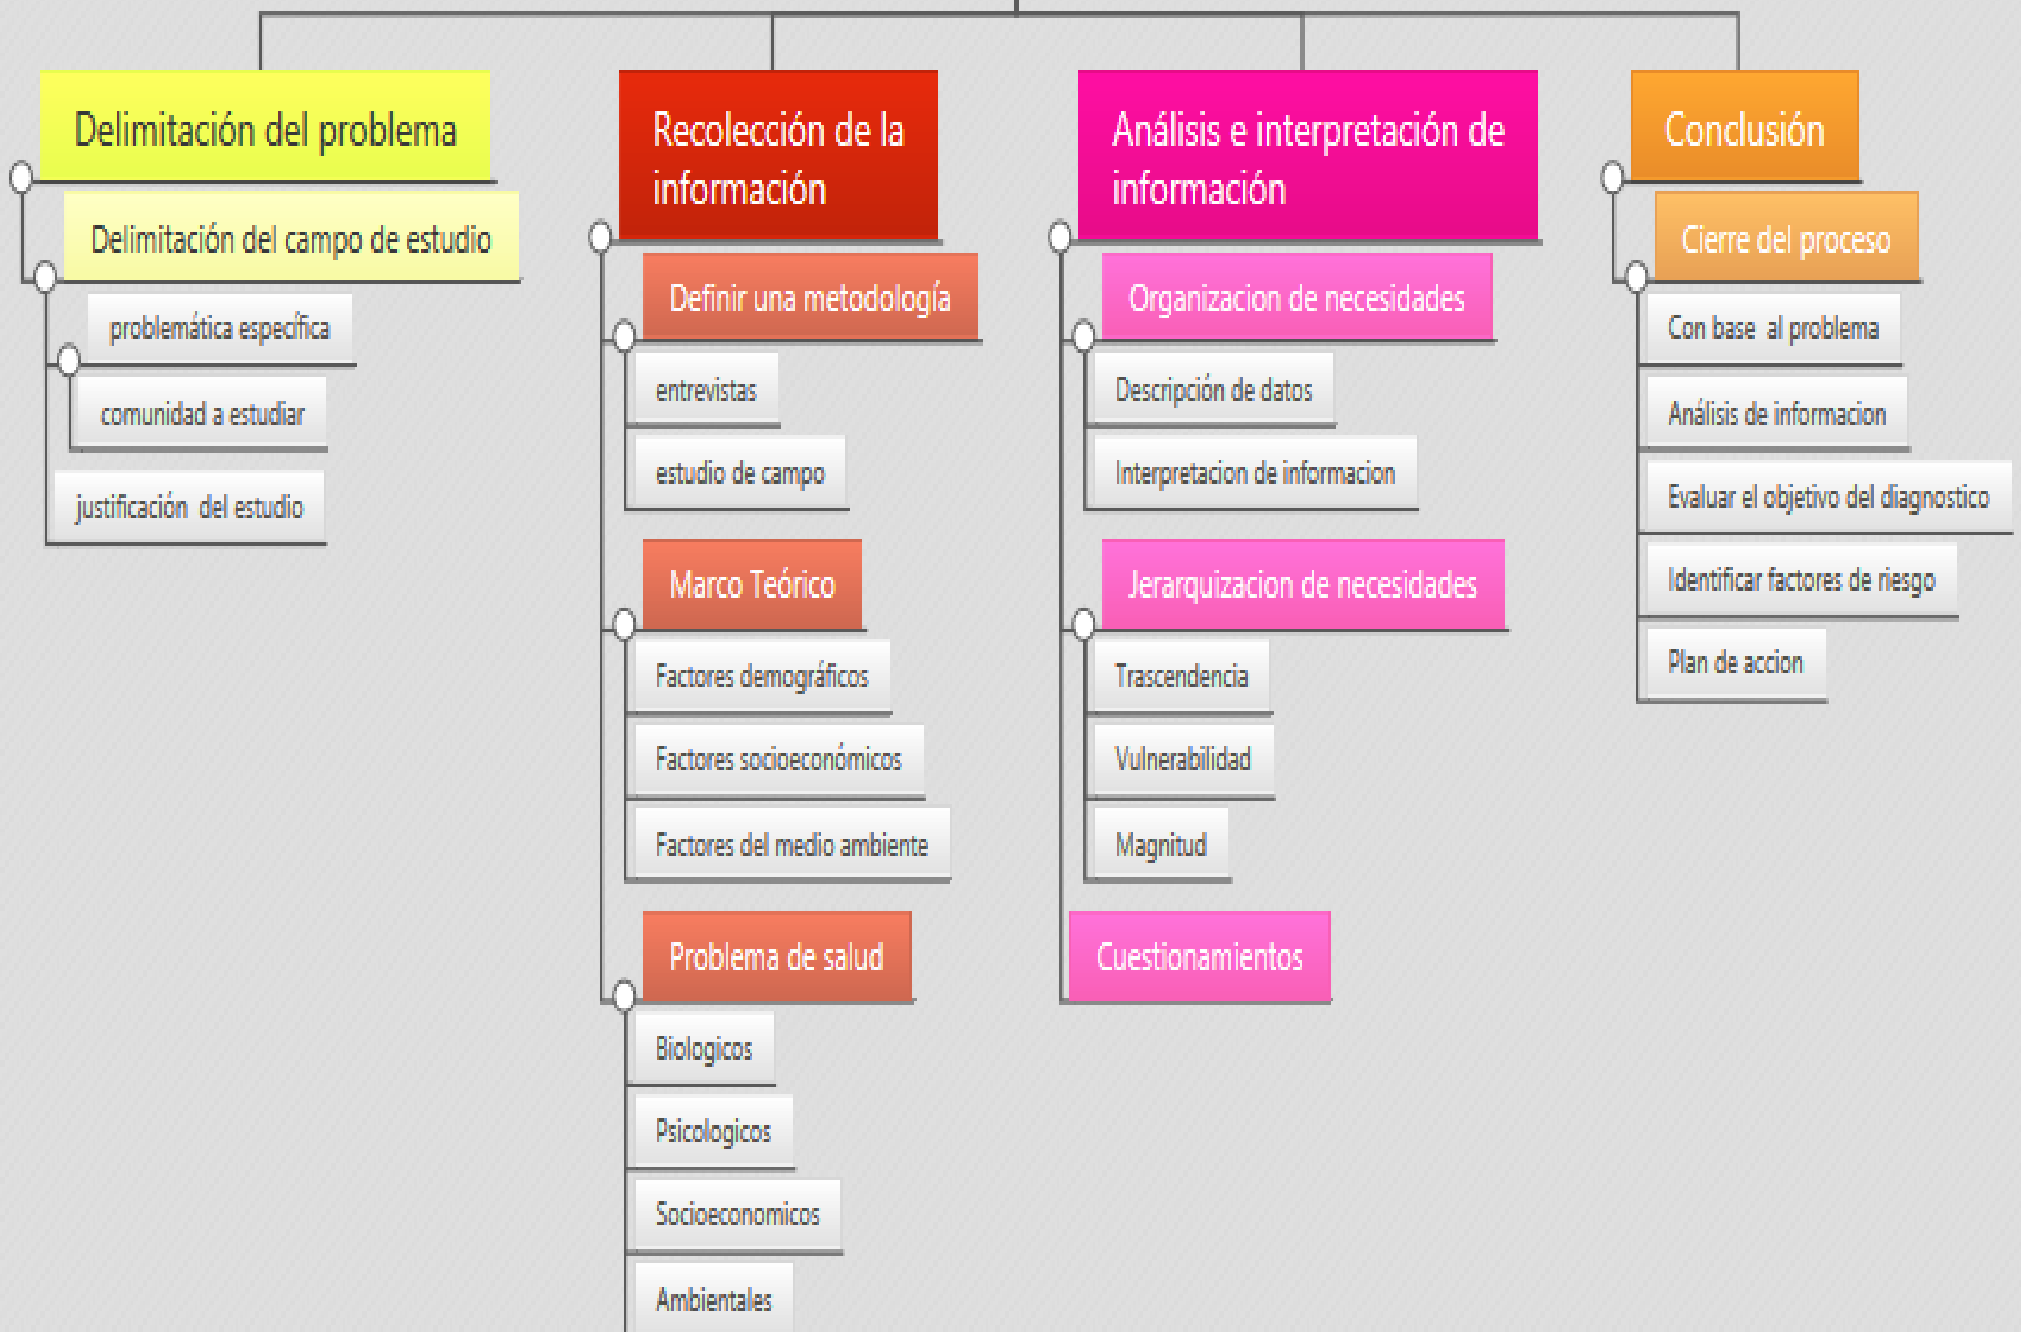 Delimitación del problema
Delimitación del campo de estudio
problemática específica
comunidad a estudiar
justificación del estudio
Recolección de la
información
Definir una metodología
entrevistas
estudio de campo
Marco Teórico
Factores demográficos
Factores socioeconómicos
Factores del medio ambiente
Problema de salud
Biologicos
Psicologicos
Socioeconomicos
Ambientales
Análisis e interpretación de
información
Organizacion de necesidades
Descripción de datos
Interpretacion de informacion
Jerarquizacion de necesidades
Trascendencia
Vulnerabilidad
Magnitud
Cuestionamientos
Conclusión
Cierre del proceso
Con base al problema
Análisis de informacion
Evaluar el objetivo del diagnostico
Identificar factores de riesgo
Plan de accion